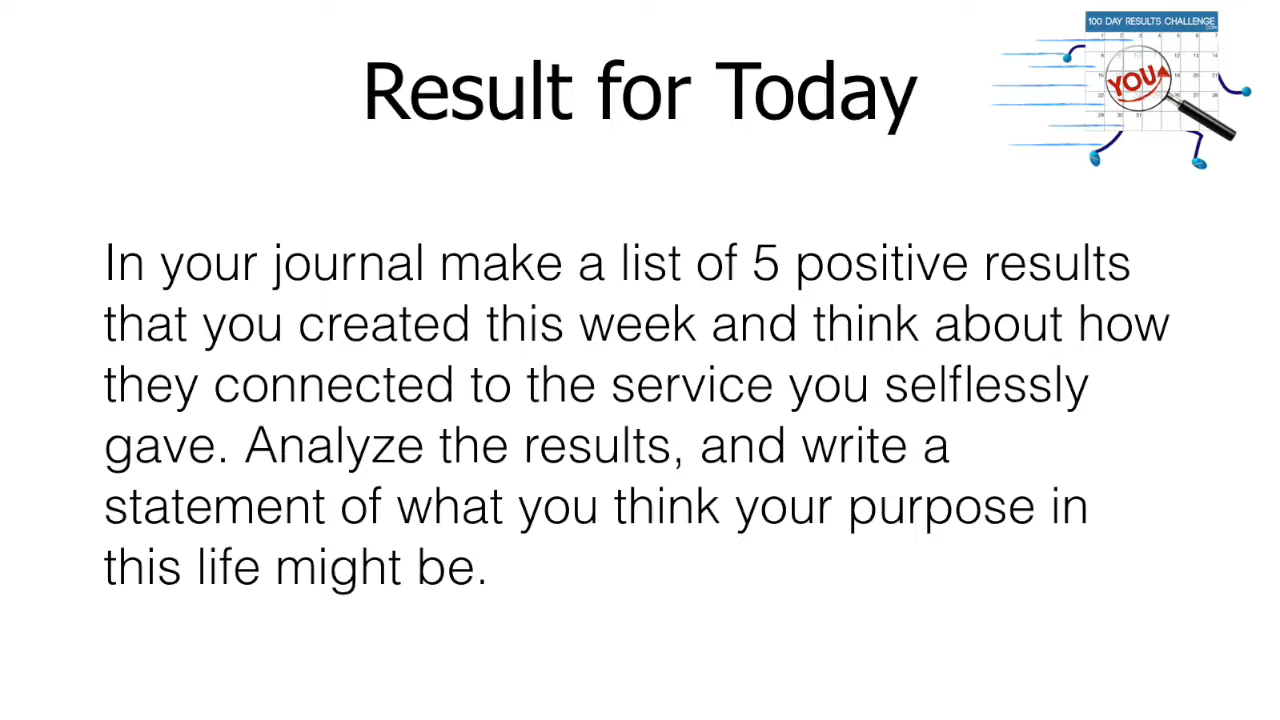 100 DAY RESULTS CHALLENGE
.COM
YOU
Result for Today
In your journal make a list of 5 positive results
that you created this week and think about how
they connected to the service you selflessly
gave. Analyze the results, and write a
statement of what you think your purpose in
this life might be.